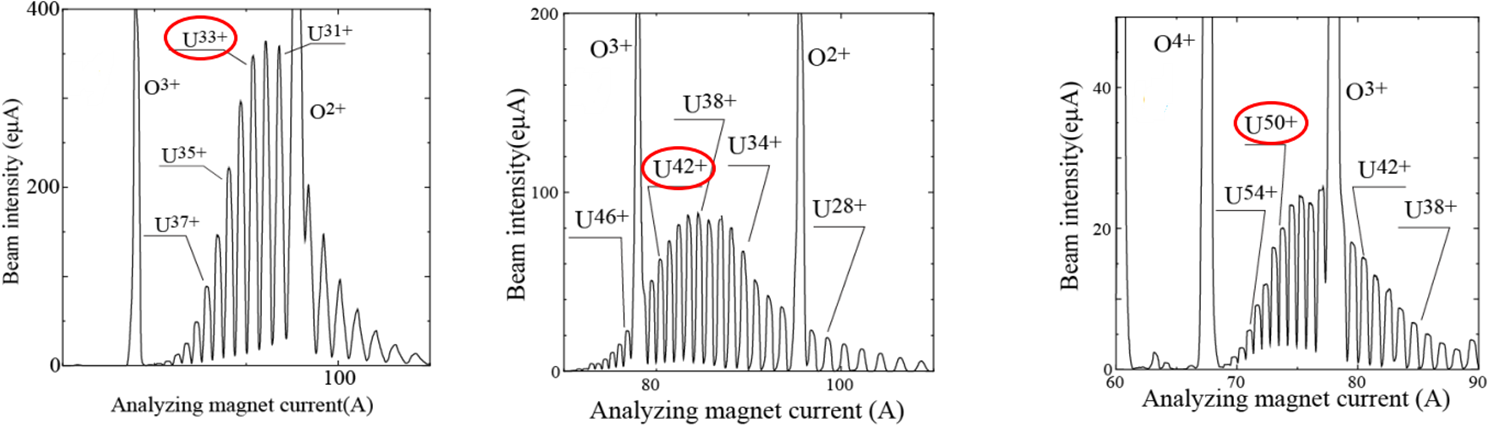 400
200
0
Beam intensity (eμA)
U33+
U31+
O3+
O2+
U35+
U37+
100
Analyzing magnet current(A)
200
100
0
Beam intensity(eμA)
O3+
O2+
U38+
U42+
U34+
U46+
U28+
80
100
Analyzing magnet current (A)
40
20
0
Beam intensity(eμA)
O4+
O3+
U50+
U54+
U42+
U38+
60
70
80
90
Analyzing magnet current (A)